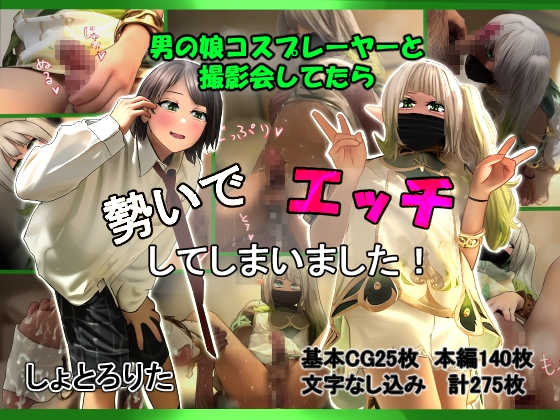 男の娘コスプレーヤーと
撮影会してたら
勢いで エッチ
してしまいました！
しょとろりた
基本CG25枚 本編140枚
文字なし込み 計275枚